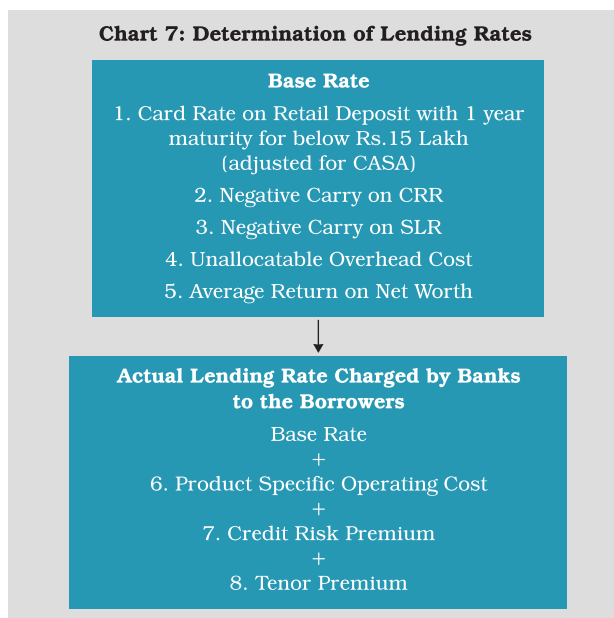 Chart 7: Determination of Lending Rates
Base Rate
1. Card Rate on Retail Deposit with 1 year
maturity for below Rs.15 Lakh
(adjusted for CASA)
2. Negative Carry on CRR
3. Negative Carry on SLR
4. Unallocatable Overhead Cost
5. Average Return on Net Worth
Actual Lending Rate Charged by Banks
to the Borrowers
Base Rate
+
6. Product Specific Operating Cost
+
7. Credit Risk Premium
+
8. Tenor Premium